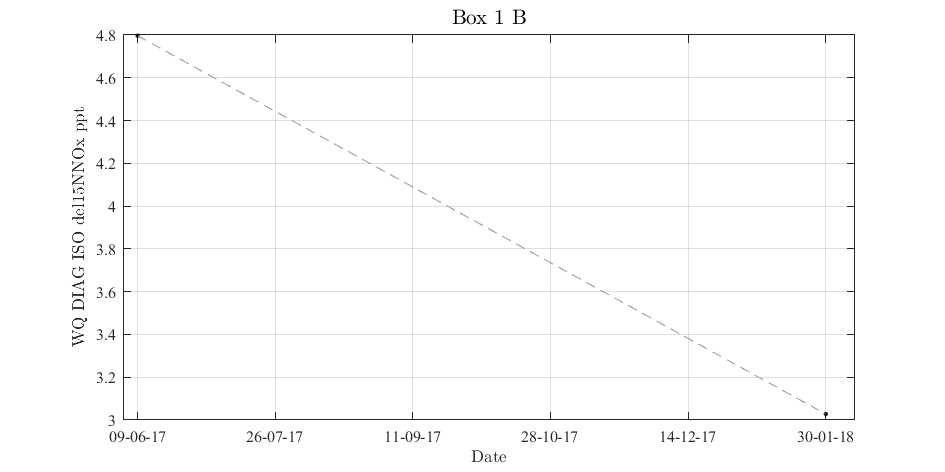 Box 1 B
WQ DIAG ISO del15NNOx ppt
4.8
4.6
4.4
4.2
4
3.8
3.6
3.4
3.2
3
09-06-17 26-07-17 11-09-17 28-10-17 14-12-17 30-01-18
Date